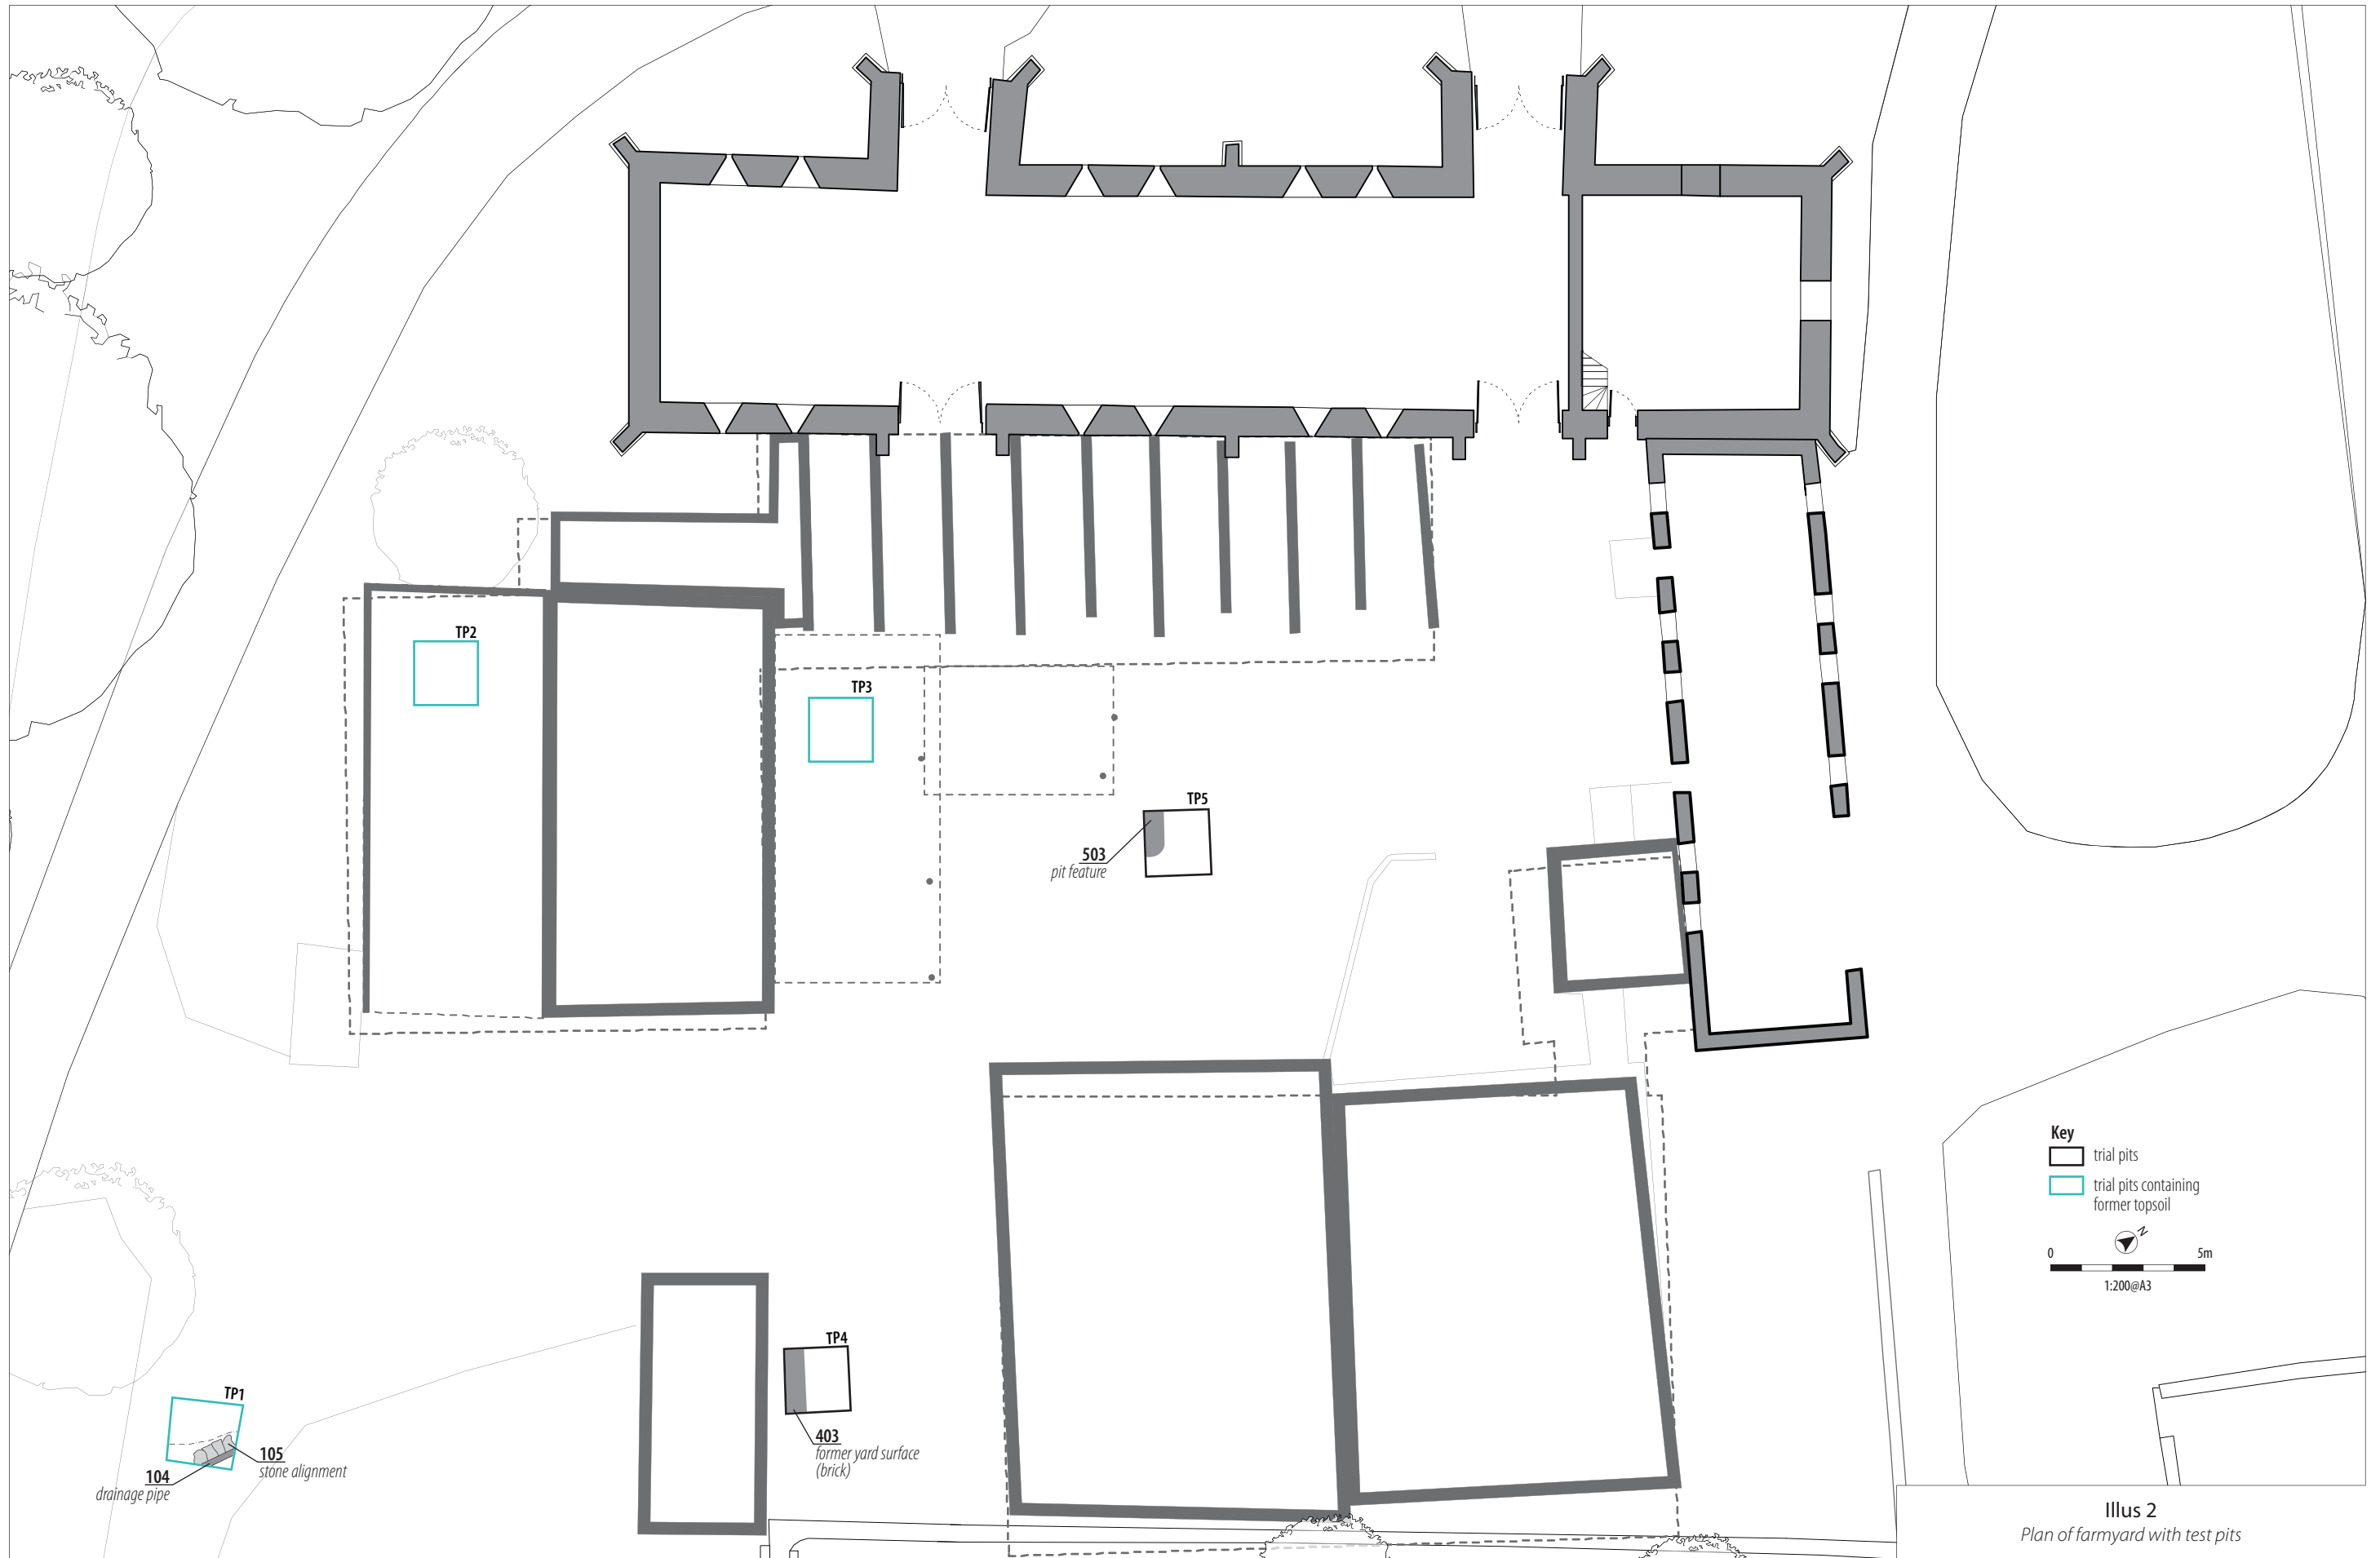 TP2
TP3
TP5
503
pit feature
Key
trial pits
trial pits containing
former topsoil
N
0 5m
1:200@A3
TP4
403
former yard surface
(brick)
TP1
105
stone alignment
104
drainage pipe
Illus 2
Plan of farmyard with test pits